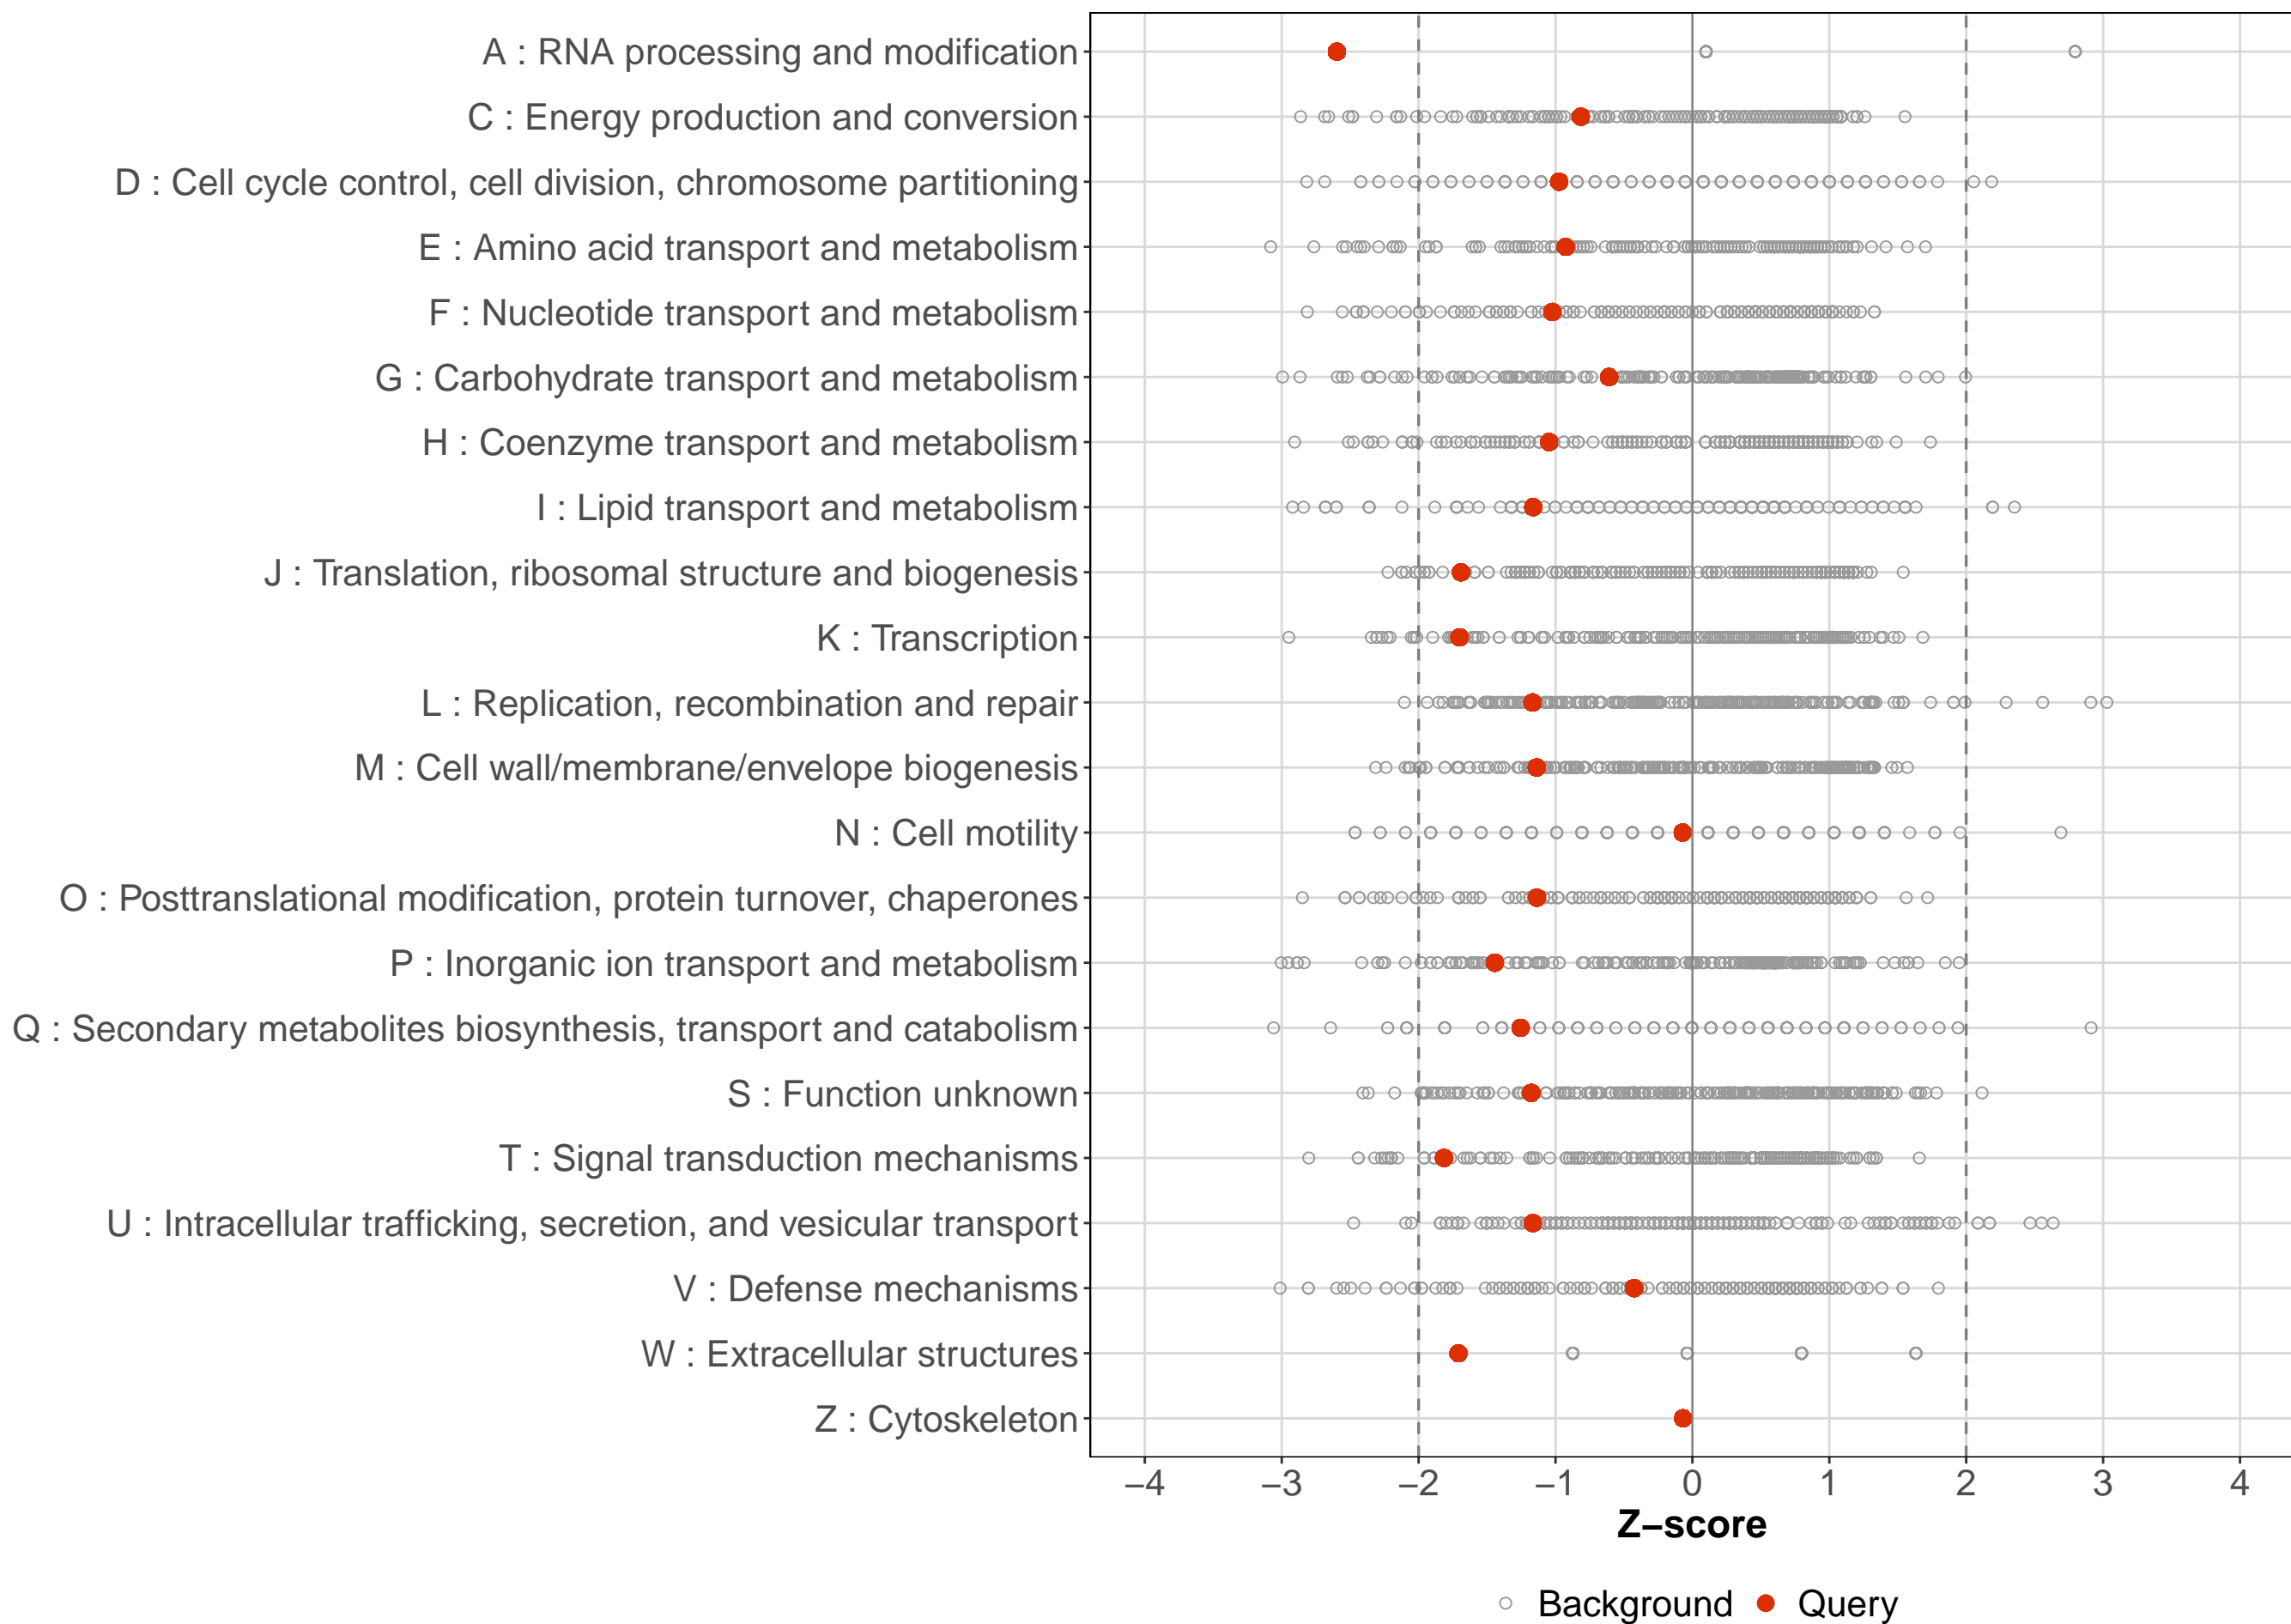 A : RNA processing and modification
C : Energy production and conversion
D : Cell cycle control, cell division, chromosome partitioning
E : Amino acid transport and metabolism
F : Nucleotide transport and metabolism
G : Carbohydrate transport and metabolism
H : Coenzyme transport and metabolism
I : Lipid transport and metabolism
J : Translation, ribosomal structure and biogenesis
K : Transcription
L : Replication, recombination and repair
M : Cell wall/membrane/envelope biogenesis
N : Cell motility
O : Posttranslational modification, protein turnover, chaperones
P : Inorganic ion transport and metabolism
Q : Secondary metabolites biosynthesis, transport and catabolism
S : Function unknown
T : Signal transduction mechanisms
U : Intracellular trafficking, secretion, and vesicular transport
V : Defense mechanisms
W : Extracellular structures
Z : Cytoskeleton
−4 −3 −2 −1 0 1 2 3 4
Z−score
Background Query